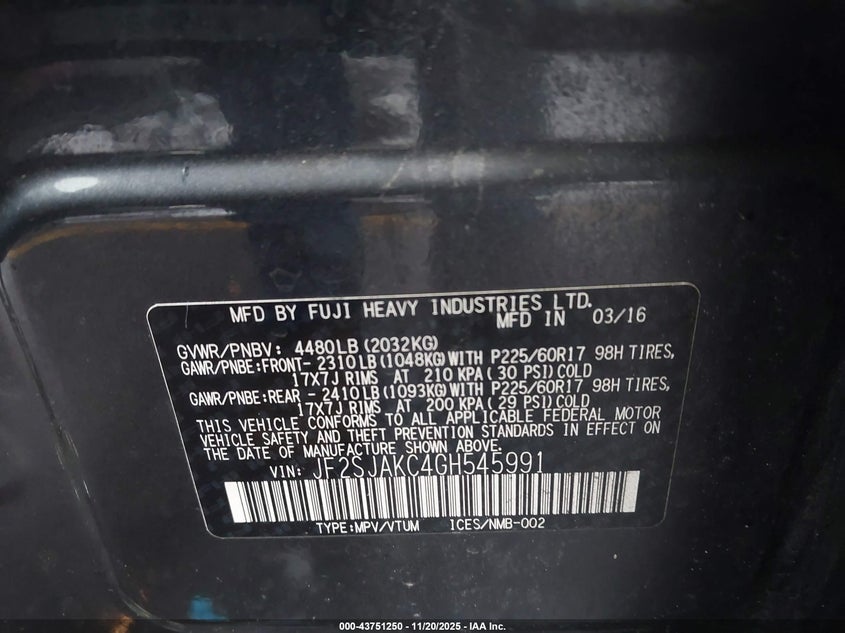 MFD BY FUJI HEAVY INDUSTRIES LTD.
MFD IN 03/16
GVWR/PNBV: 4480LB (2032KG)
GAWR/PNBE:FRONT- 2310LB (1048KG) WITH P225/60R17 98H TIRES,
17X7J RIMS AT 210 KPA (30 PSI) COLD
GAWR/PNBE:REAR - 2410LB (1093KG) WITH P225/60R17 98H TIRES,
17X7J RIMS AT 200 KPA (29 PSI) COLD
THIS VEHICLE CONFORMS TO ALL APPLICABLE FEDERAL MOTOR
VEHICLE SAFETY AND THEFT PREVENTION STANDARDS IN EFFECT ON
THE DATE OF MANUFACTURE SHOWN ABOVE.
VIN: JF2SJAKC4GH545991
TYPE:MPV/VTUM ICES/NMB-002
000-43751250 - 11/20/2025 - IAA Inc.